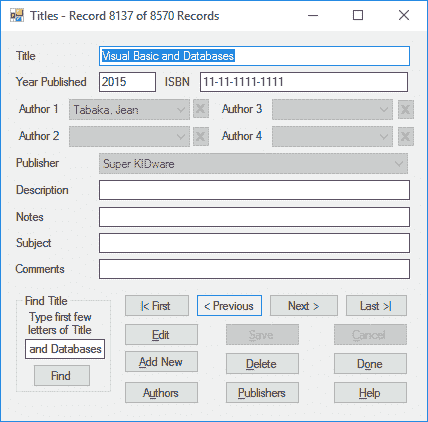 Titles - Record 8137 of 8570 Records
Title Visual Basic and Databases
Year Published 2015 ISBN 11-11-1111-1111
Author 1 Tabaka, Jean X Author 3 X
Author 2 X Author 4 X
Publisher Super KIDware
Description
Notes
Subject
Comments
Find Title
Type first few
letters of Title
and Databases
Find
|< First < Previous Next > Last >|
Edit Save Cancel
Add New Delete Done
Authors Publishers Help